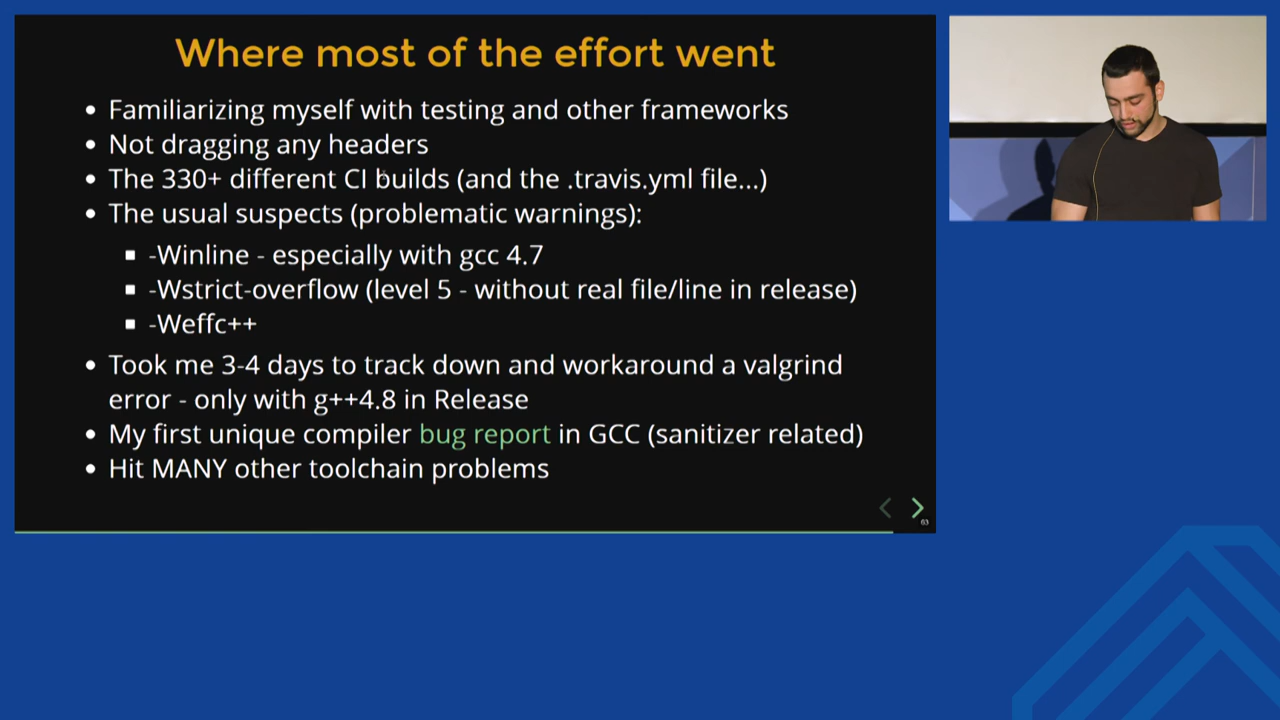 Where most of the effort went
Familiarizing myself with testing and other frameworks
Not dragging any headers
The 330+ different CI builds (and the .travis.yml file...)
The usual suspects (problematic warnings):
-Winline - especially with gcc 4.7
-Wstrict-overflow (level 5 - without real file/line in release)
-Weffc++
Took me 3-4 days to track down and workaround a valgrind
error - only with g++4.8 in Release
My first unique compiler bug report in GCC (sanitizer related)
Hit MANY other toolchain problems
63